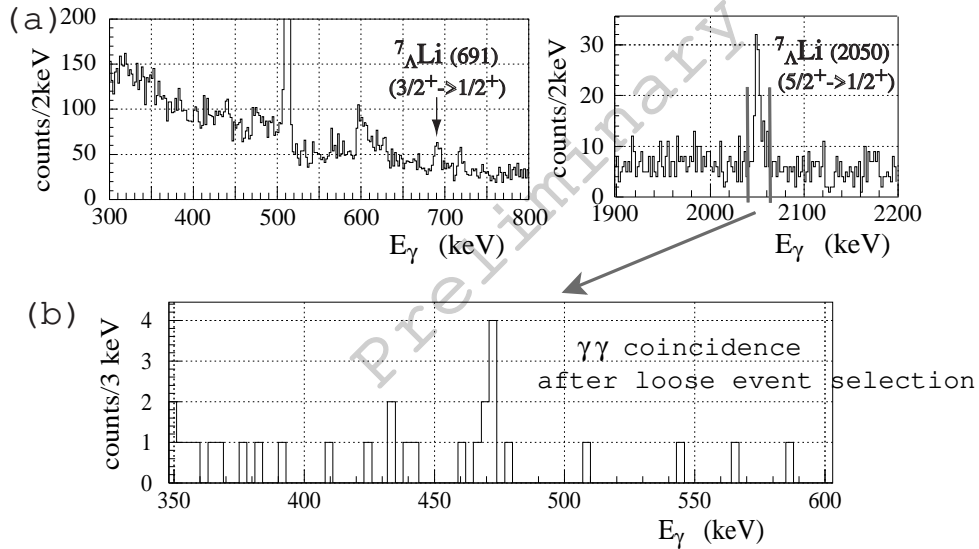 (a)
200
150
100
50
0
counts/2keV
⁷ΛLi (691)
(3/2⁺->1/2⁺)
300 400 500 600 700 800
Eγ (keV)
30
20
10
0
counts/2keV
⁷ΛLi (2050)
(5/2⁺->1/2⁺)
1900 2000 2100 2200
Eγ (keV)
Preliminary
(b)
4
3
2
1
0
counts/3 keV
γγ coincidence
after loose event selection
350 400 450 500 550 600
Eγ (keV)